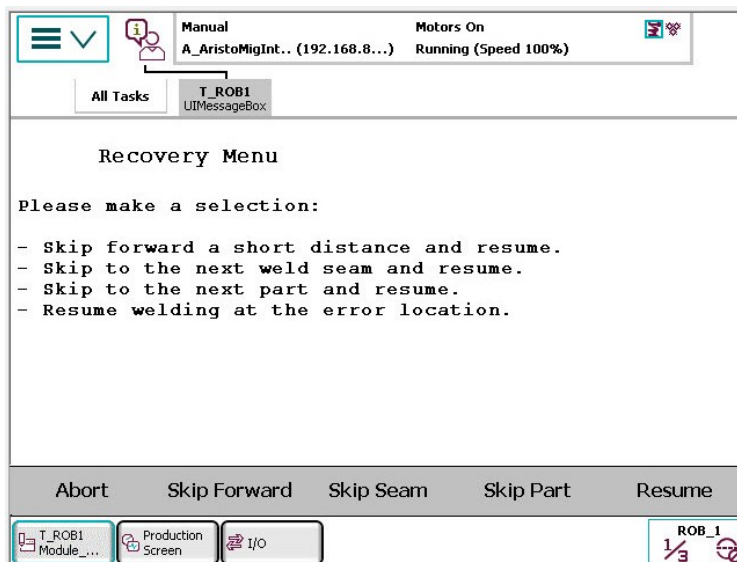 Manual
Motors On
A_AristoMigInt.. (192.168.8...)
Running (Speed 100%)
All Tasks
T_ROB1
UIMessageBox
Recovery Menu
Please make a selection:
- Skip forward a short distance and resume.
- Skip to the next weld seam and resume.
- Skip to the next part and resume.
- Resume welding at the error location.
Abort Skip Forward Skip Seam Skip Part Resume
T_ROB1
Module_...
Production
Screen
I/O
ROB_1
1/3